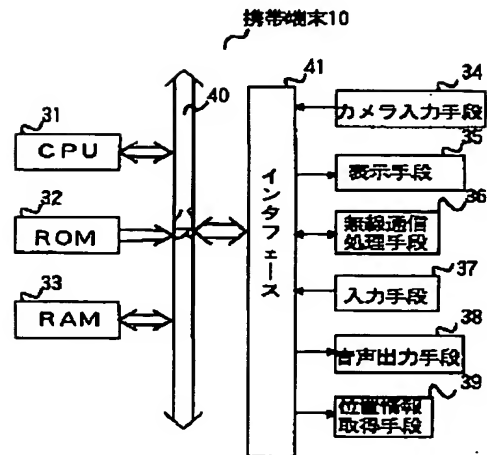 携帯端末10
31
CPU
32
ROM
33
RAM
40
41
インタフェース
34
カメラ入力手段
35
表示手段
36
無線通信
処理手段
37
入力手段
38
音声出力手段
39
位置情報
取得手段